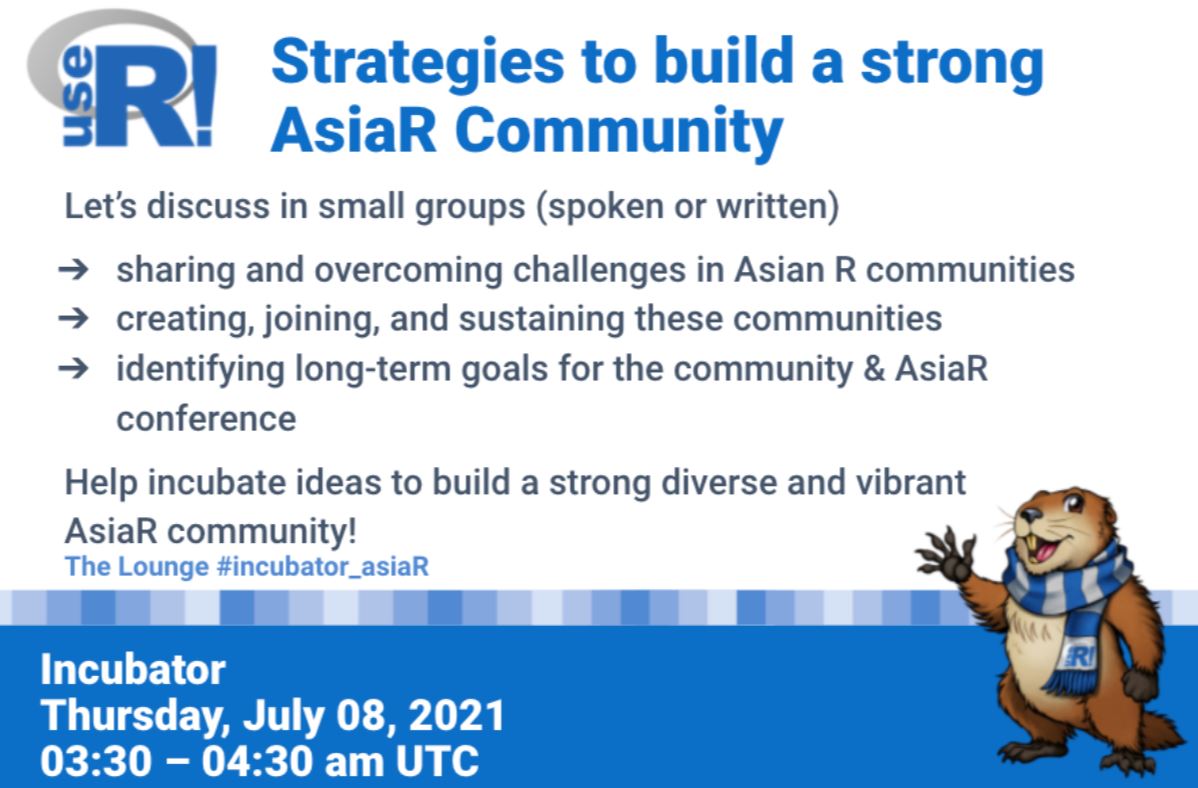 use
R!
Strategies to build a strong
AsiaR Community
Let's discuss in small groups (spoken or written)
➔ sharing and overcoming challenges in Asian R communities
➔ creating, joining, and sustaining these communities
➔ identifying long-term goals for the community & AsiaR
conference
Help incubate ideas to build a strong diverse and vibrant
AsiaR community!
The Lounge #incubator_asiaR
R!
Incubator
Thursday, July 08, 2021
03:30 – 04:30 am UTC